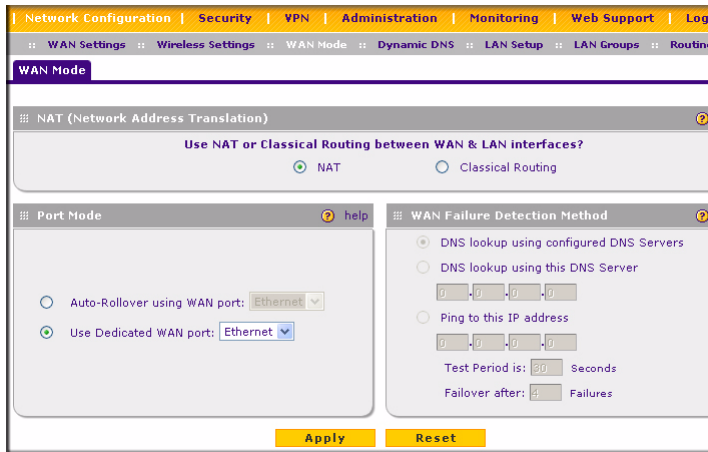 | Network Configuration | Security | VPN | Administration | Monitoring | Web Support | Log
:: WAN Settings :: Wireless Settings :: WAN Mode :: Dynamic DNS :: LAN Setup :: LAN Groups :: Routin
WAN Mode
NAT (Network Address Translation) ?
Use NAT or Classical Routing between WAN & LAN interfaces?
NAT Classical Routing
Port Mode ? help
Auto-Rollover using WAN port: Ethernet
Use Dedicated WAN port: Ethernet
WAN Failure Detection Method ?
DNS lookup using configured DNS Servers
DNS lookup using this DNS Server
0 . 0 . 0 . 0
Ping to this IP address
0 . 0 . 0 . 0
Test Period is: 30 Seconds
Failover after: 4 Failures
Apply Reset